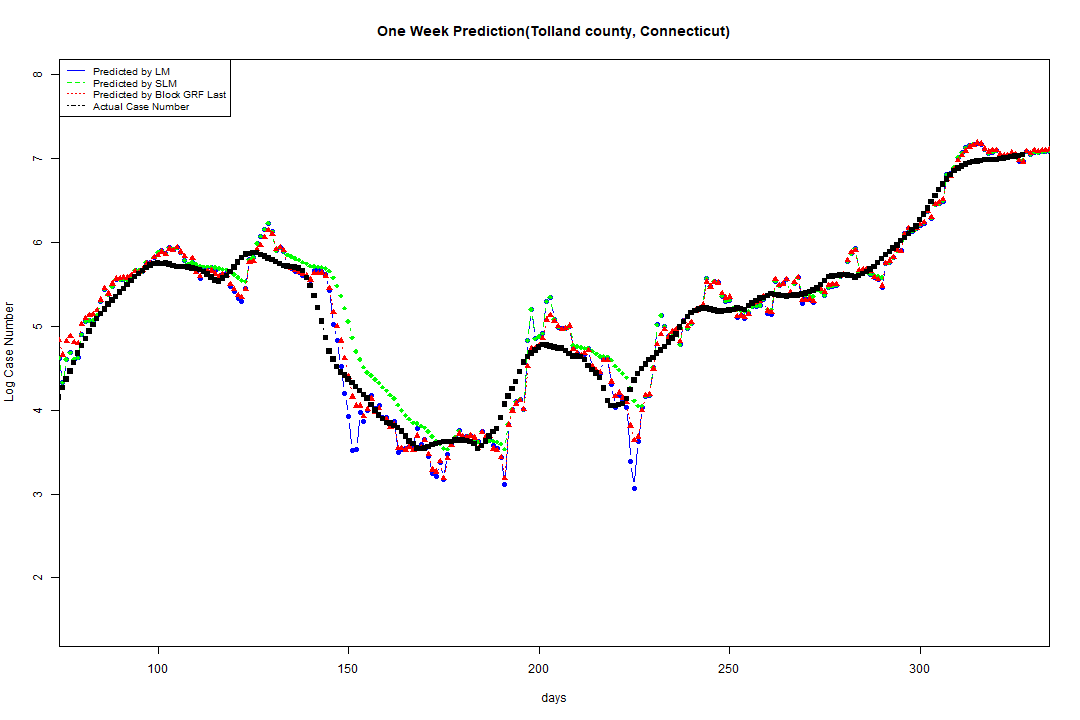 One Week Prediction(Tolland county, Connecticut)
Predicted by LM
Predicted by SLM
Predicted by Block GRF Last
Actual Case Number
8
7
6
5
4
3
2
Log Case Number
100 150 200 250 300
days